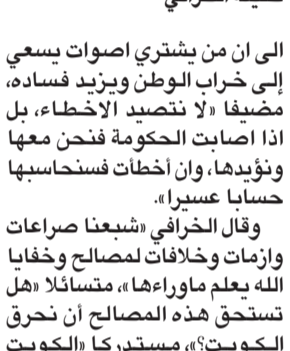 الى ان من يشتري اصوات يسعي
إلى خراب الوطن ويزيد فساده،
مضيفا «لا نتصيد الاخطاء، بل
اذا اصابت الحكومة فنحن معها
ونؤيدها، وان أخطأت فسنحاسبها
حسابا عسيرا».
وقال الخرافي «شبعنا صراعات
وازمات وخلافات لمصالح وخفايا
الله يعلم ماوراءها»، متسائلا «هل
تستحق هذه المصالح أن نحرق
الكويت؟»، مستدركا «الكويت